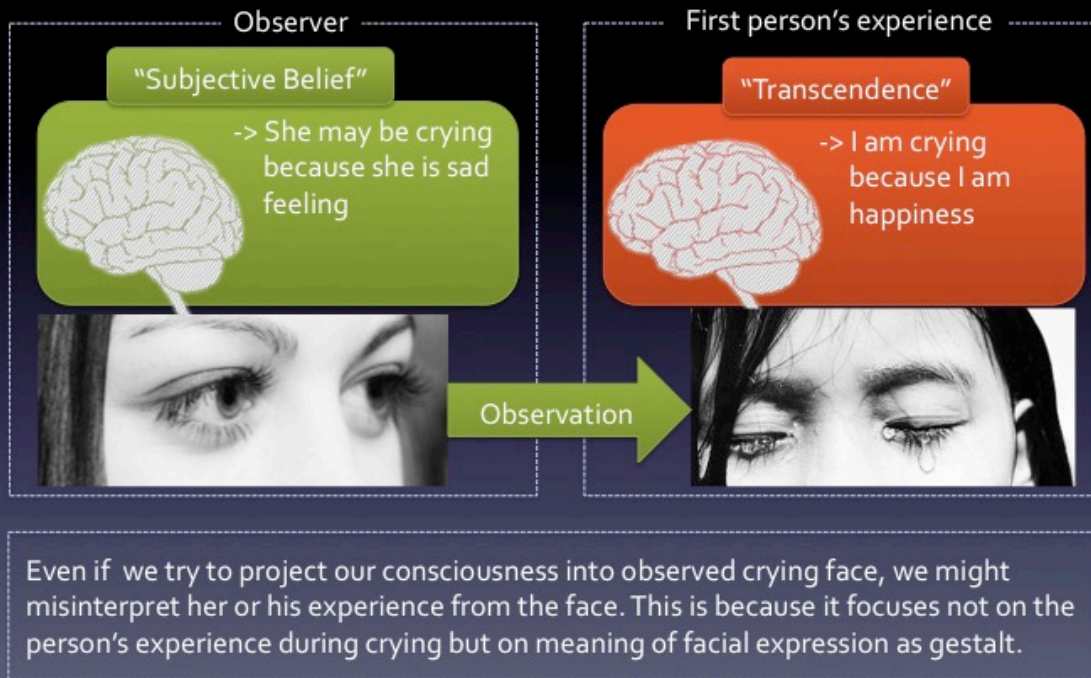 Observer
"Subjective Belief"
-> She may be crying
because she is sad
feeling
First person's experience
"Transcendence"
-> I am crying
because I am
happiness
Observation
Even if we try to project our consciousness into observed crying face, we might
misinterpret her or his experience from the face. This is because it focuses not on the
person's experience during crying but on meaning of facial expression as gestalt.